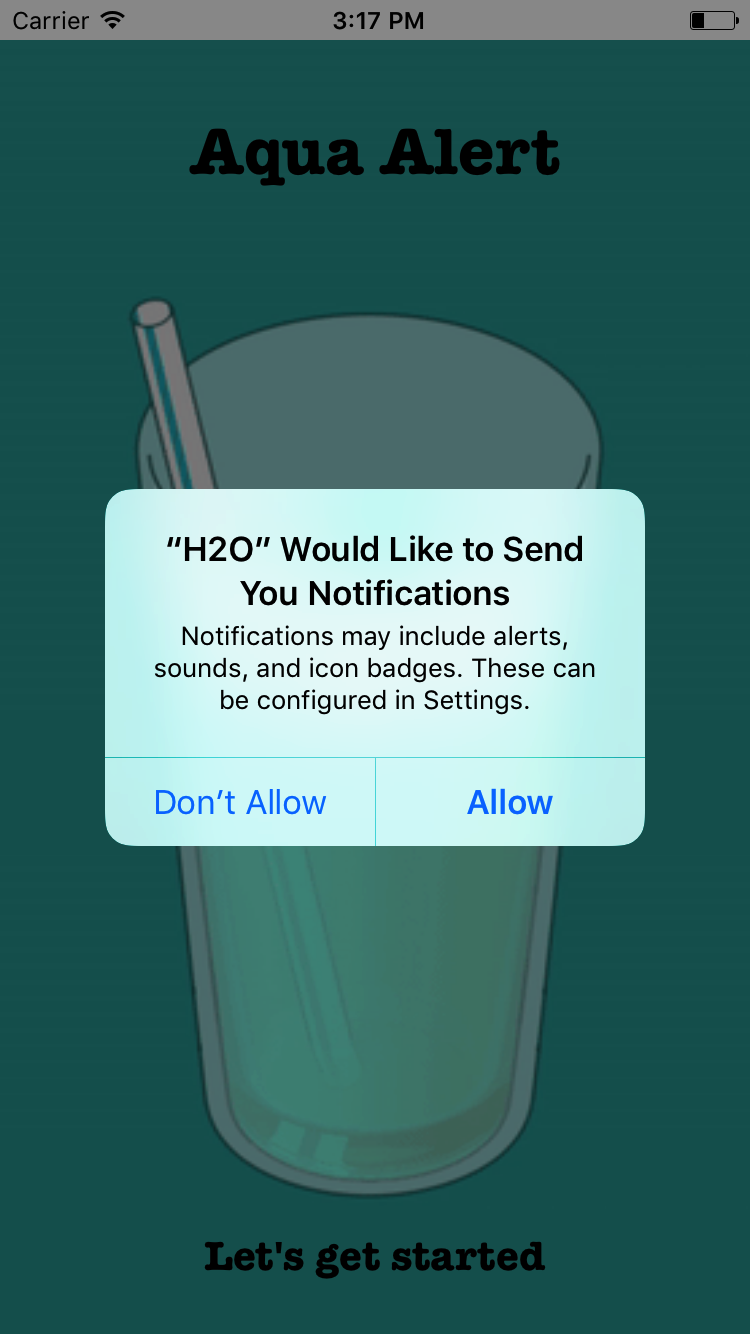 Carrier 3:17 PM
Aqua Alert
“H2O” Would Like to Send
You Notifications
Notifications may include alerts,
sounds, and icon badges. These can
be configured in Settings.
Don’t Allow Allow
Let's get started